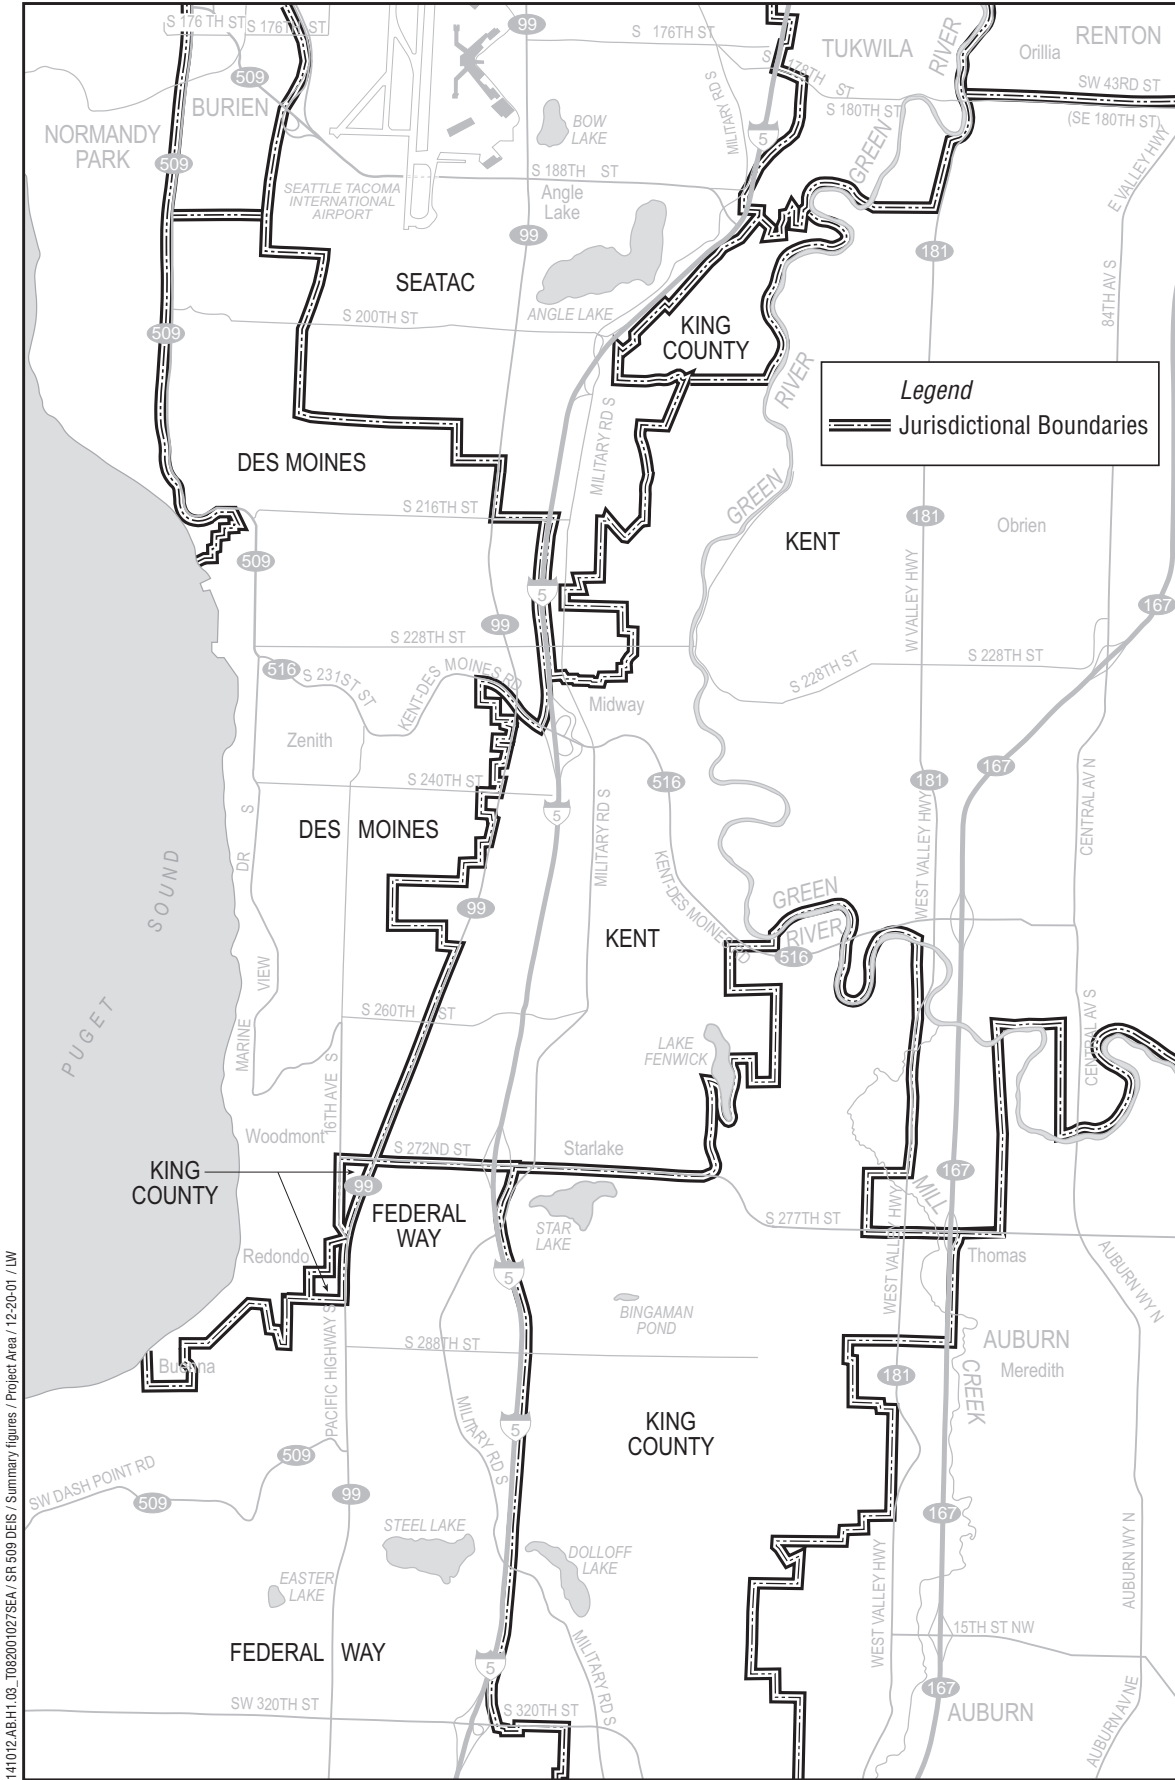 S 176 TH ST
S 176TH ST
99
S 176TH ST
TUKWILA
RIVER
Orillia
RENTON
509
BURIEN
MILITARY RD S
S 178TH ST
SW 43RD ST
S 180TH ST
(SE 180TH ST)
NORMANDY
PARK
BOW
LAKE
5
GREEN
E VALLEY HWY
509
S 188TH ST
SEATTLE TACOMA
INTERNATIONAL
AIRPORT
Angle
Lake
99
181
SEATAC
84TH AV S
ANGLE LAKE
S 200TH ST
509
KING
COUNTY
RIVER
Legend
Jurisdictional Boundaries
MILITARY RD S
DES MOINES
GREEN
S 216TH ST
181
Obrien
KENT
509
5
W VALLEY HWY
167
99
S 228TH ST
S 228TH ST
S 228TH ST
516
S 231ST ST
KENT-DES MOINES RD
Midway
Zenith
167
S 240TH ST
516
181
CENTRAL AV N
5
MILITARY RD S
DES MOINES
WEST VALLEY HWY
PUGET SOUND
MARINE VIEW DR S
KENT-DES MOINES RD
GREEN
RIVER
99
KENT
516
S 260TH ST
CENTRAL AV S
LAKE
FENWICK
16TH AVE S
Woodmont
S 272ND ST
Starlake
KING
COUNTY
99
167
MILL
FEDERAL
WAY
STAR
LAKE
S 277TH ST
WEST VALLEY HWY
Redondo
Thomas
5
AUBURN WY N
BINGAMAN
POND
PACIFIC HIGHWAY S
S 288TH ST
AUBURN
Meredith
Buenna
181
CREEK
MILITARY RD S
KING
COUNTY
5
509
SW DASH POINT RD
509
99
167
STEEL LAKE
DOLLOFF
LAKE
EASTER
LAKE
WEST VALLEY HWY
AUBURN WY N
15TH ST NW
FEDERAL WAY
MILITARY RD S
5
167
SW 320TH ST
S 320TH ST
AUBURN
AUBURN AV NE
141012.AB.H1.03_T082001027SEA / SR 509 DEIS / Summary figures / Project Area / 12-20-01 / LW